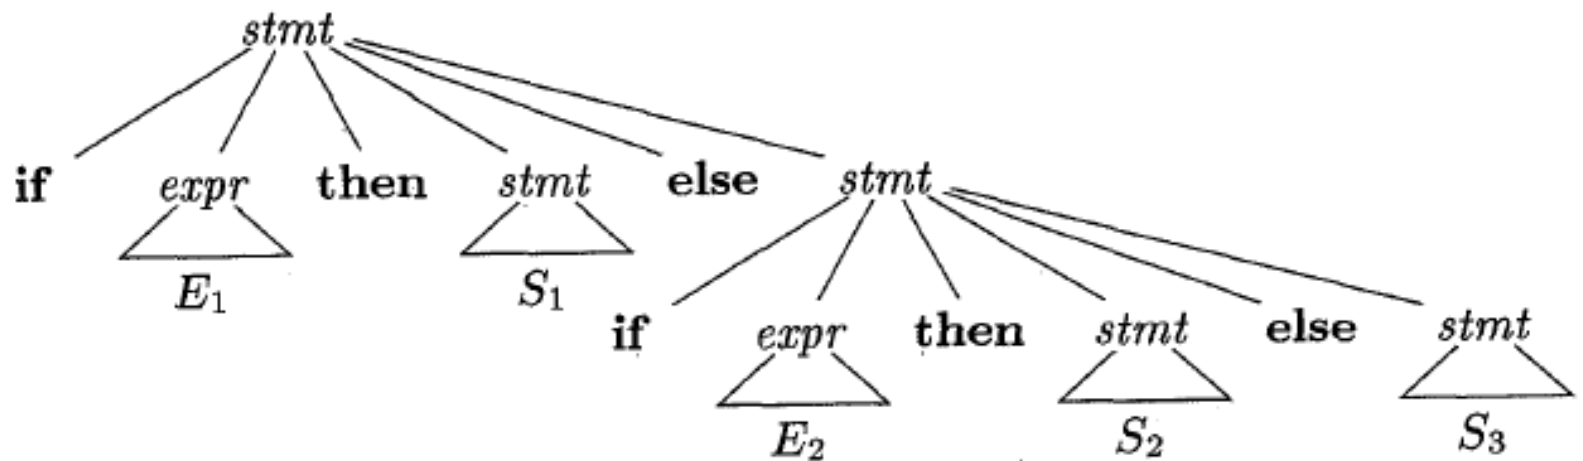 stmt
if expr then stmt else stmt
E₁ S₁
if expr then stmt else stmt
E₂ S₂ S₃